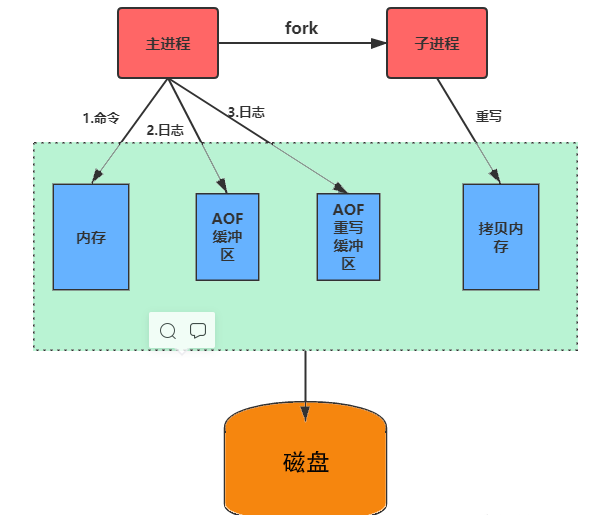 主进程
fork
子进程
1.命令
2.日志
3.日志
重写
内存
AOF
缓冲
区
AOF
重写
缓冲
区
拷贝内
存
磁盘